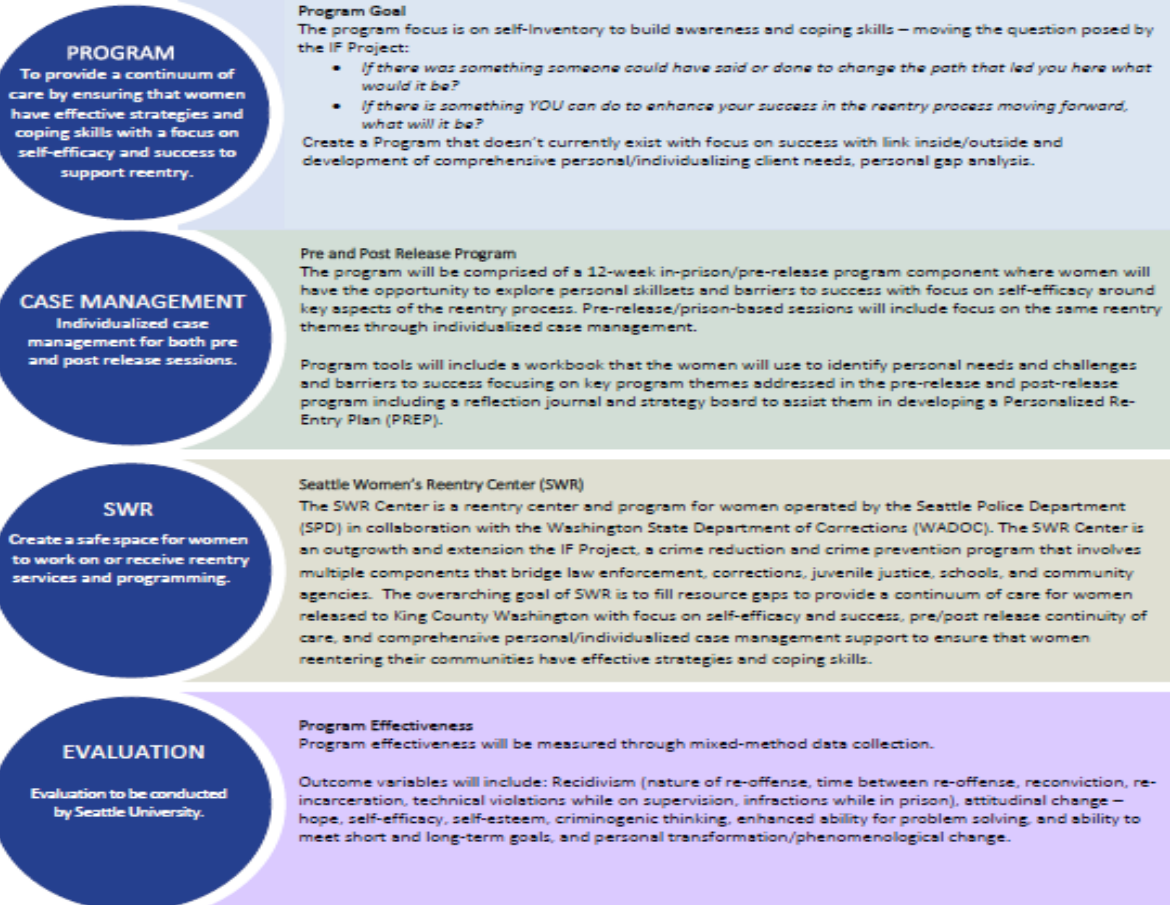 PROGRAM
To provide a continuum of
care by ensuring that women
have effective strategies and
coping skills with a focus on
self-efficacy and success to
support reentry.
Program Goal
The program focus is on self-Inventory to build awareness and coping skills – moving the question posed by
the IF Project:
• If there was something someone could have said or done to change the path that led you here what
would it be?
• If there is something YOU can do to enhance your success in the reentry process moving forward,
what will it be?
Create a Program that doesn't currently exist with focus on success with link inside/outside and
development of comprehensive personal/individualizing client needs, personal gap analysis.
CASE MANAGEMENT
Individualized case
management for both pre
and post release sessions.
Pre and Post Release Program
The program will be comprised of a 12-week in-prison/pre-release program component where women will
have the opportunity to explore personal skillsets and barriers to success with focus on self-efficacy around
key aspects of the reentry process. Pre-release/prison-based sessions will include focus on the same reentry
themes through individualized case management.
Program tools will include a workbook that the women will use to identify personal needs and challenges
and barriers to success focusing on key program themes addressed in the pre-release and post-release
program including a reflection journal and strategy board to assist them in developing a Personalized Re-
Entry Plan (PREP).
SWR
Create a safe space for women
to work on or receive reentry
services and programming.
Seattle Women's Reentry Center (SWR)
The SWR Center is a reentry center and program for women operated by the Seattle Police Department
(SPD) in collaboration with the Washington State Department of Corrections (WADOC). The SWR Center is
an outgrowth and extension the IF Project, a crime reduction and crime prevention program that involves
multiple components that bridge law enforcement, corrections, juvenile justice, schools, and community
agencies. The overarching goal of SWR is to fill resource gaps to provide a continuum of care for women
released to King County Washington with focus on self-efficacy and success, pre/post release continuity of
care, and comprehensive personal/individualized case management support to ensure that women
reentering their communities have effective strategies and coping skills.
EVALUATION
Evaluation to be conducted
by Seattle University.
Program Effectiveness
Program effectiveness will be measured through mixed-method data collection.
Outcome variables will include: Recidivism (nature of re-offense, time between re-offense, reconviction, re-
incarceration, technical violations while on supervision, infractions while in prison), attitudinal change –
hope, self-efficacy, self-esteem, criminogenic thinking, enhanced ability for problem solving, and ability to
meet short and long-term goals, and personal transformation/phenomenological change.